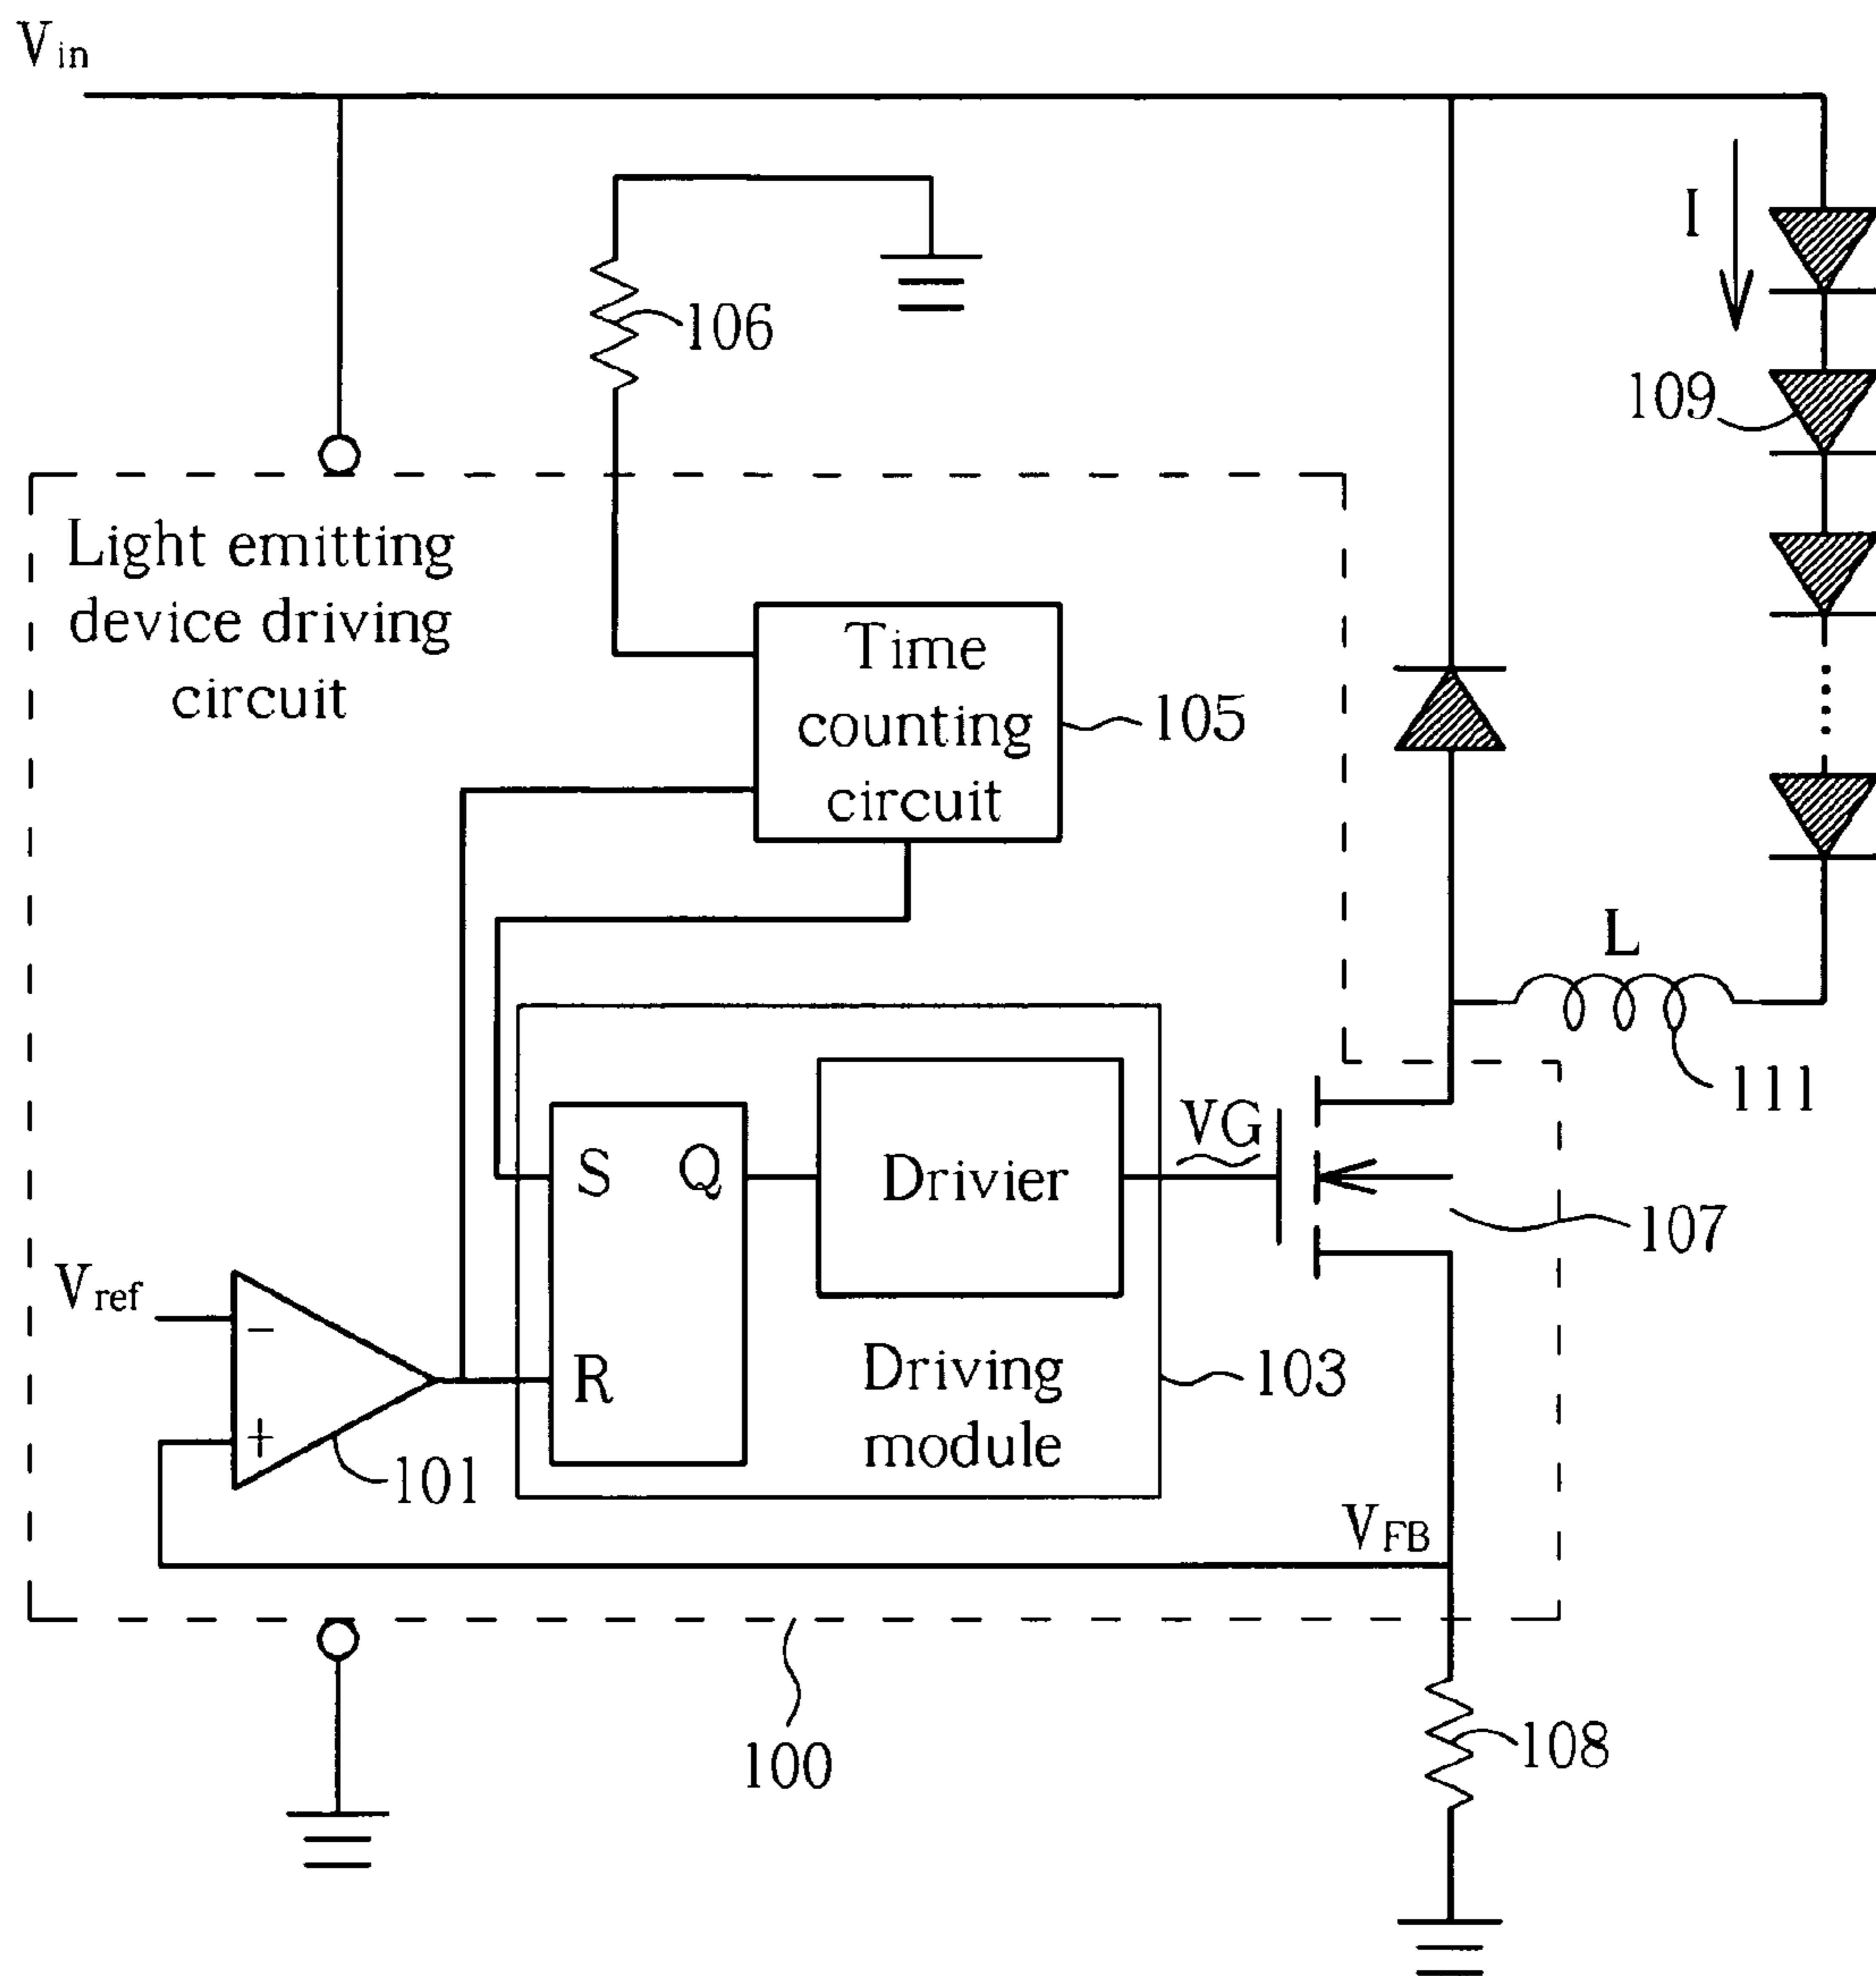 Vin
I
106
109
Light emitting
device driving
circuit
Time
counting
circuit
105
L
111
VG
S
Q
Drivier
107
Vref
−
R
Driving
module
103
+
101
VFB
100
108